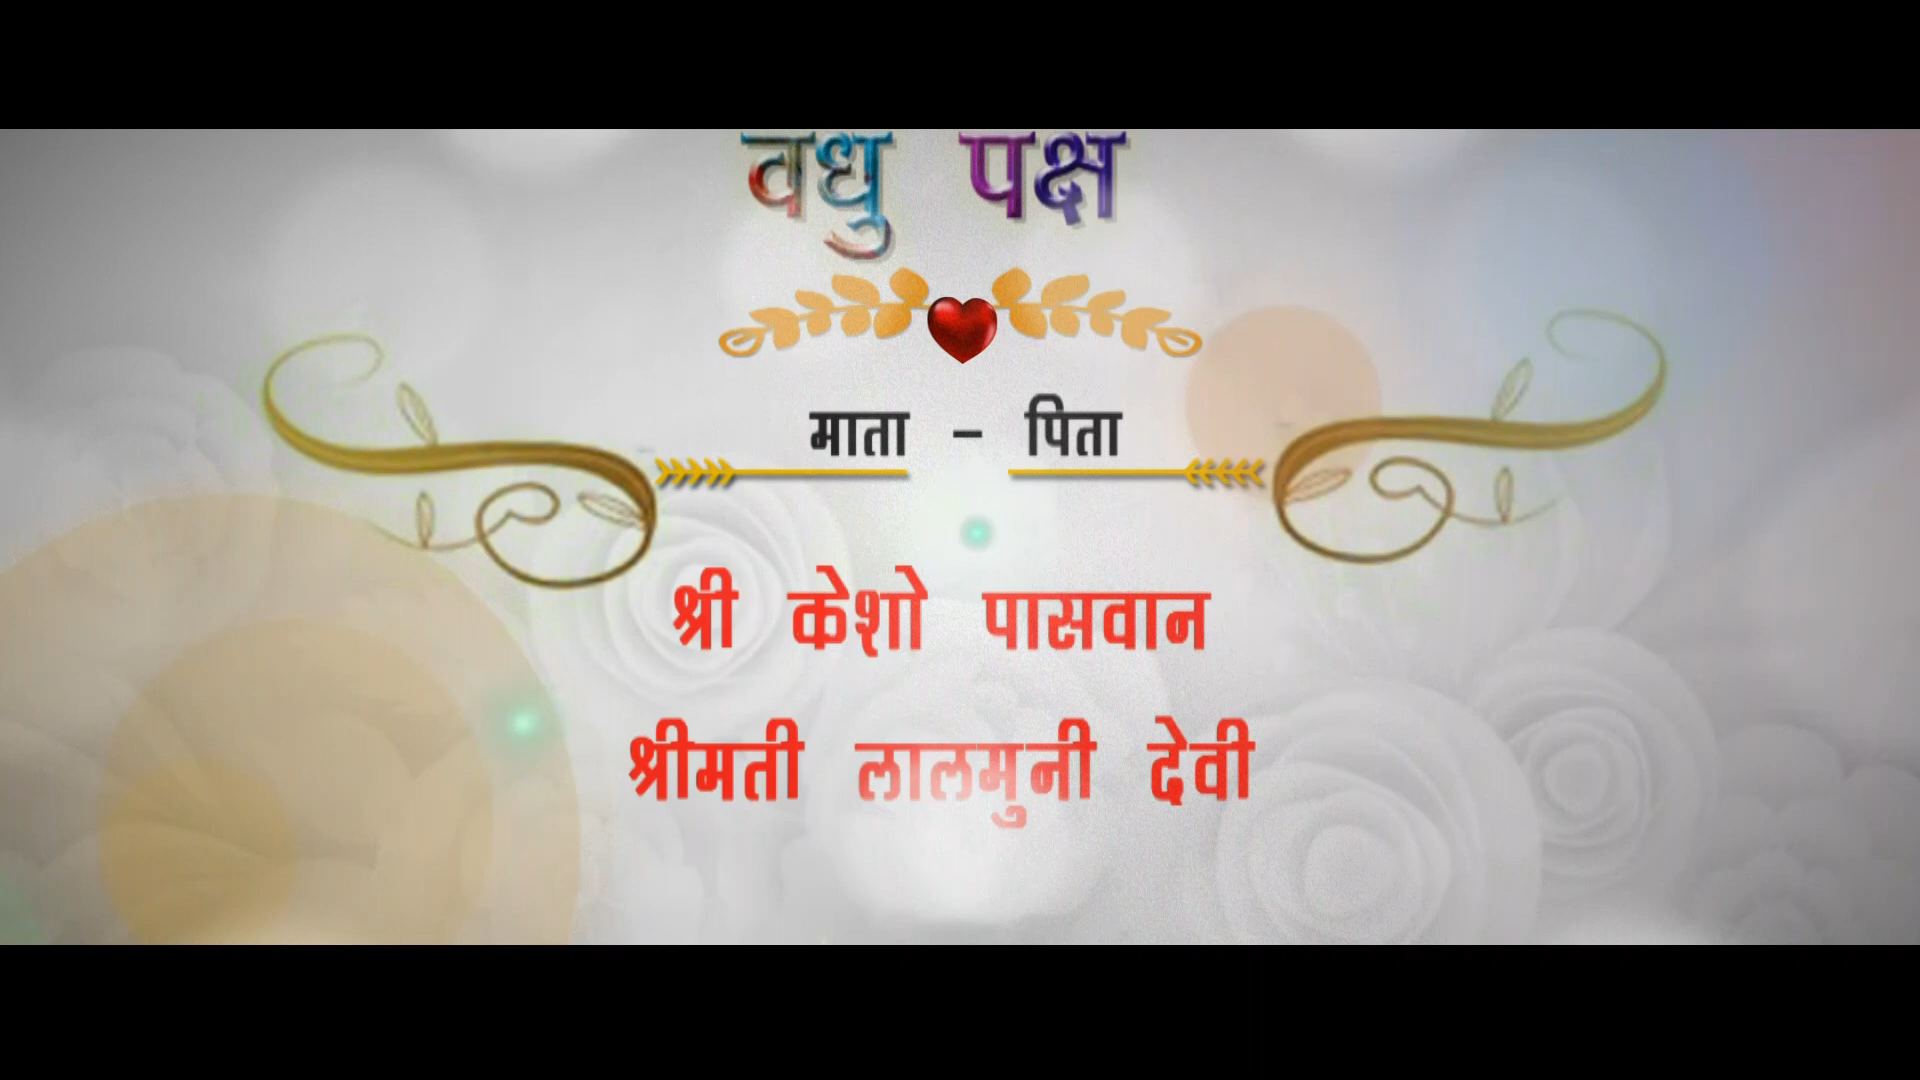 वधु पक्ष
माता - पिता
श्री केशो पासवान
श्रीमती लालमुनी देवी